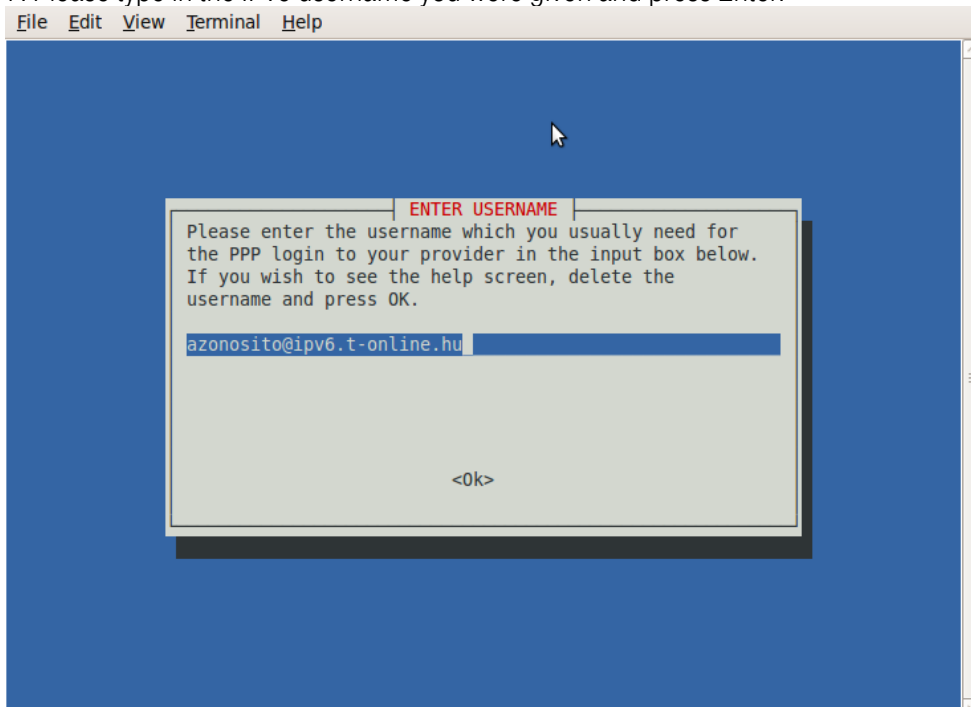 File Edit View Terminal Help
ENTER USERNAME
Please enter the username which you usually need for
the PPP login to your provider in the input box below.
If you wish to see the help screen, delete the
username and press OK.
azonosito@ipv6.t-online.hu
<Ok>